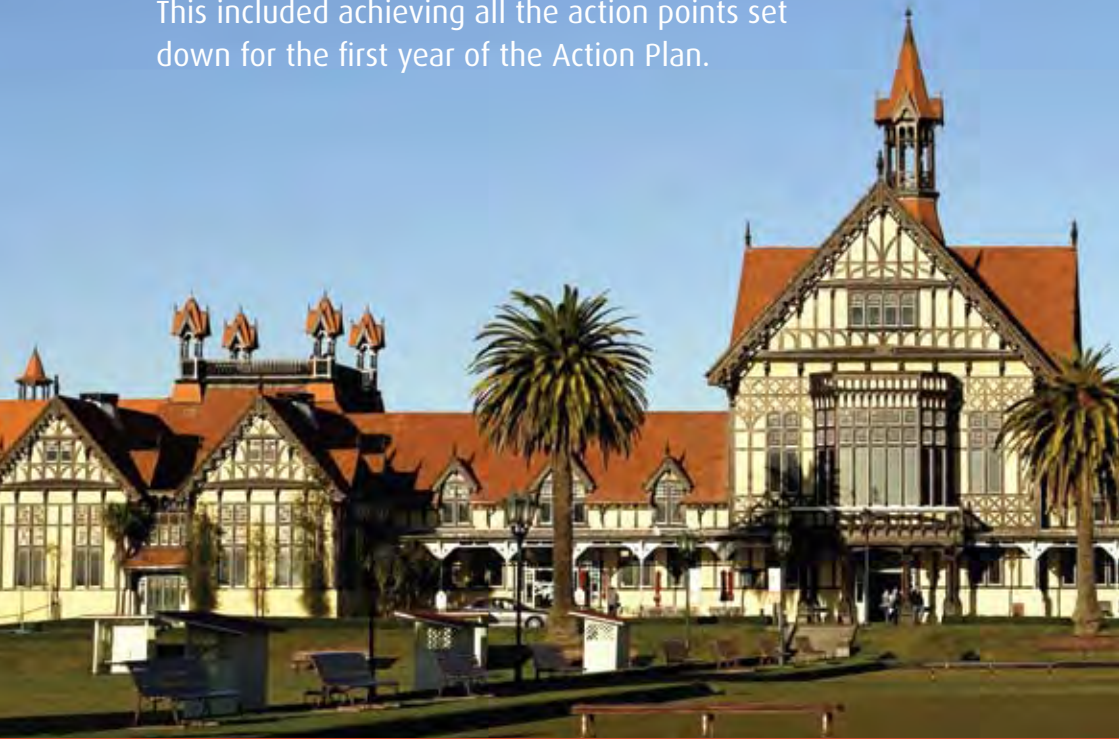 This included achieving all the action points set
down for the first year of the Action Plan.